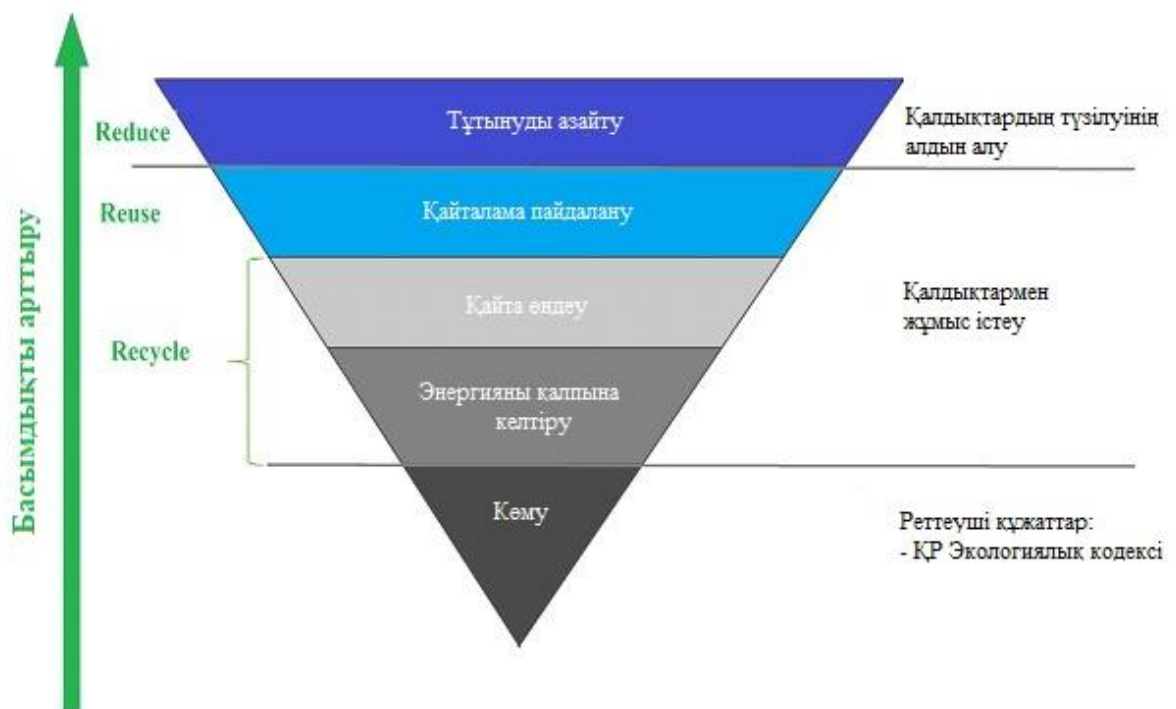 Басымдықты арттыру
Reduce
Тұтынуды азайту
Қалдықтардың түзілуінің
алдын алу
Reuse
Қайталама пайдалану
Recycle
Қайта өндеу
Энергияны қалпына
келтіру
Қалдықтармен
жұмыс істеу
Көму
Реттеуші құжаттар:
- ҚР Экологиялық кодексі